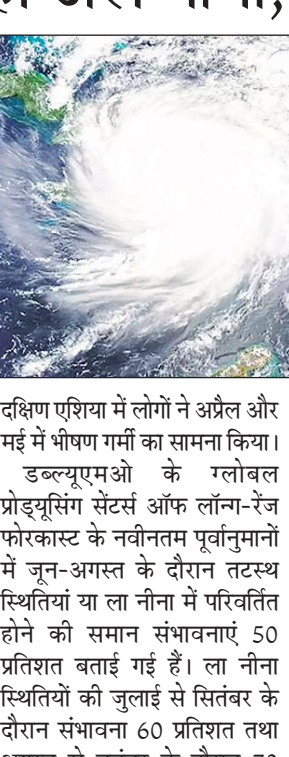 दक्षिण एशिया में लोगों ने अप्रैल और
मई में भीषण गर्मी का सामना किया।
डब्ल्यूएमओ के ग्लोबल
प्रोड्यूसिंग सेंटर्स ऑफ लॉन्ग-रेंज
फोरकास्ट के नवीनतम पूर्वानुमानों
में जून-अगस्त के दौरान तटस्थ
स्थितियां या ला नीना में परिवर्तित
होने की समान संभावनाएं 50
प्रतिशत बताई गई हैं। ला नीना
स्थितियों की जुलाई से सितंबर के
दौरान संभावना 60 प्रतिशत तथा